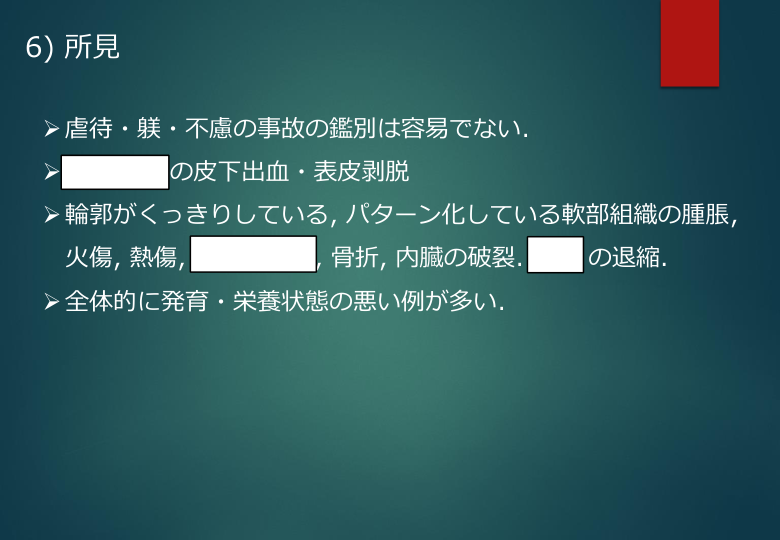 6) 所見
➢虐待・躾・不慮の事故の鑑別は容易でない.
➢ の皮下出血・表皮剥脱
➢輪郭がくっきりしている, パターン化している軟部組織の腫脹,
火傷, 熱傷, , 骨折, 内臓の破裂. の退縮.
➢全体的に発育・栄養状態の悪い例が多い.